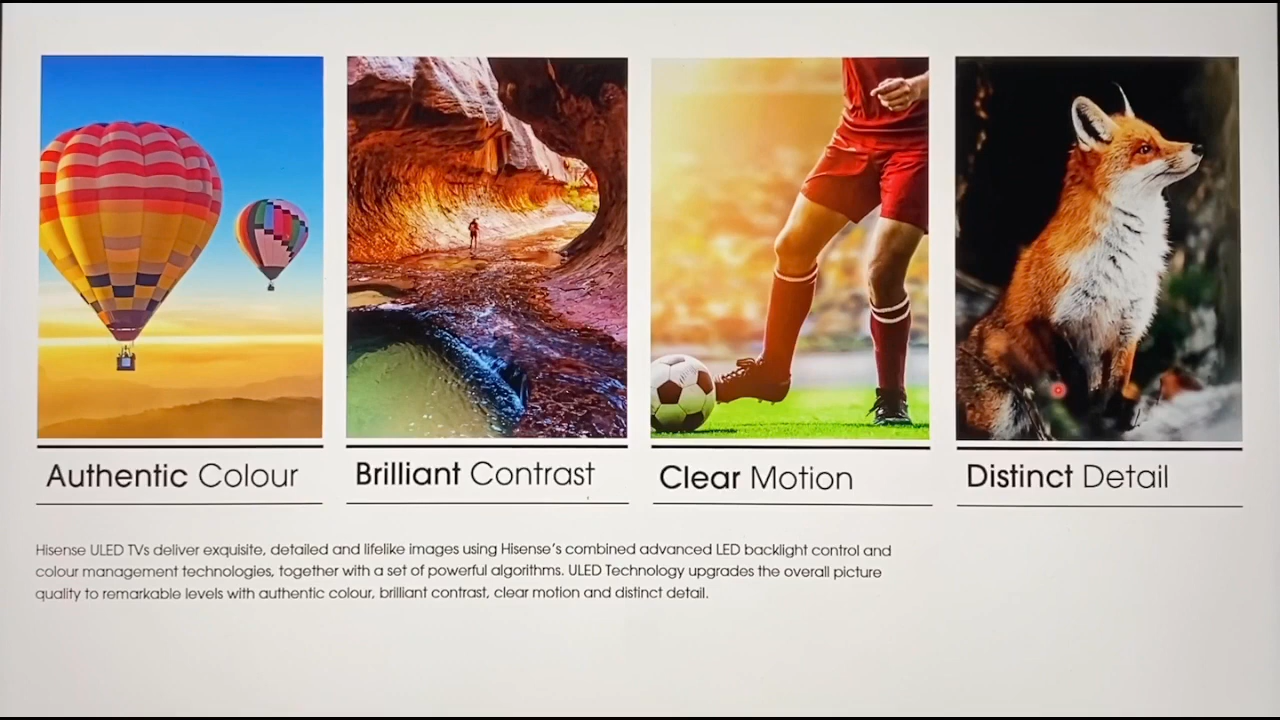 Authentic Colour
Brilliant Contrast
Clear Motion
Distinct Detail
Hisense ULED TVs deliver exquisite, detailed and lifelike images using Hisense's combined advanced LED backlight control and
colour management technologies, together with a set of powerful algorithms. ULED Technology upgrades the overall picture
quality to remarkable levels with authentic colour, brilliant contrast, clear motion and distinct detail.